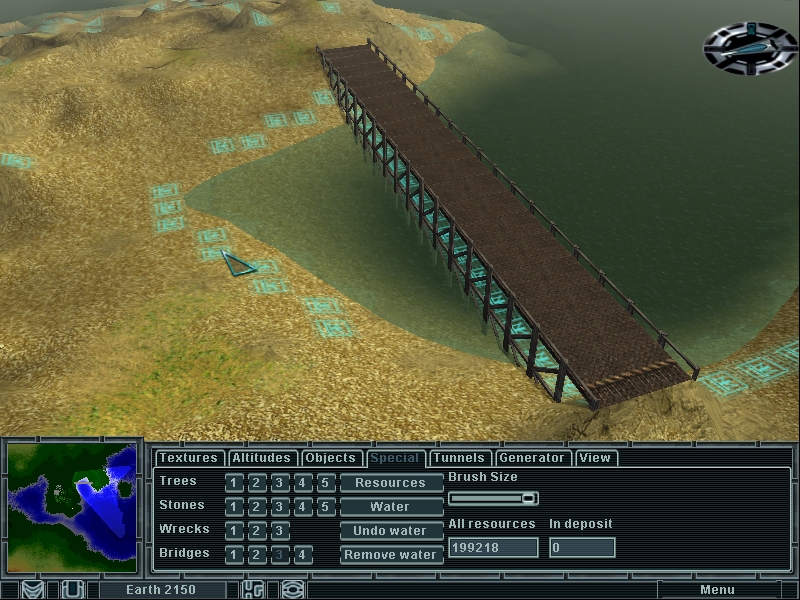 Textures Altitudes Objects Special Tunnels Generator View
Trees 1 2 3 4 5 Resources Brush Size
Stones 1 2 3 4 5 Water
Wrecks 1 2 3 Undo water All resources In deposit
Bridges 1 2 3 4 Remove water 199218 0
Earth 2150 Menu